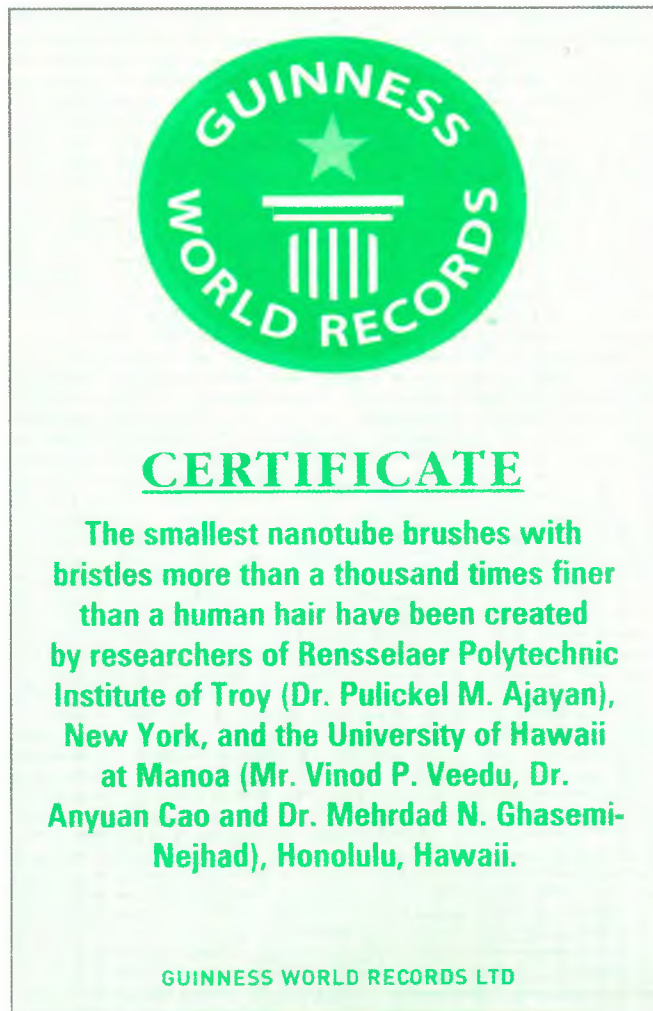 GUINNESS
WORLD RECORDS
CERTIFICATE
The smallest nanotube brushes with
bristles more than a thousand times finer
than a human hair have been created
by researchers of Rensselaer Polytechnic
Institute of Troy (Dr. Pulickel M. Ajayan),
New York, and the University of Hawaii
at Manoa (Mr. Vinod P. Veedu, Dr.
Anyuan Cao and Dr. Mehrdad N. Ghasemi-
Nejhad), Honolulu, Hawaii.
GUINNESS WORLD RECORDS LTD